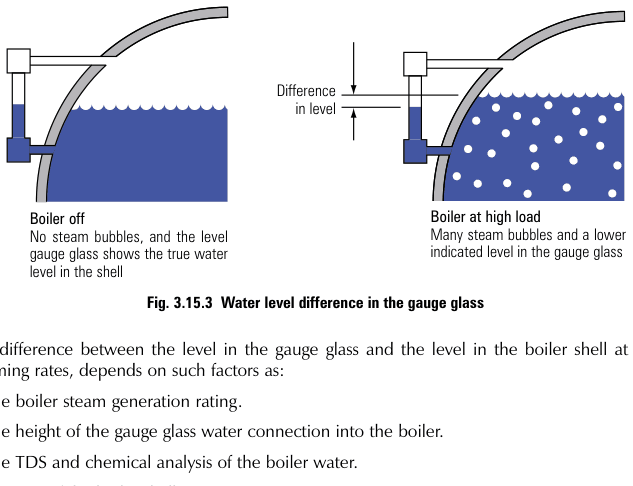 Difference
in level
Boiler off
No steam bubbles, and the level
gauge glass shows the true water
level in the shell
Boiler at high load
Many steam bubbles and a lower
indicated level in the gauge glass
Fig. 3.15.3 Water level difference in the gauge glass
difference between the level in the gauge glass and the level in the boiler shell at
ming rates, depends on such factors as:
e boiler steam generation rating.
e height of the gauge glass water connection into the boiler.
e TDS and chemical analysis of the boiler water.